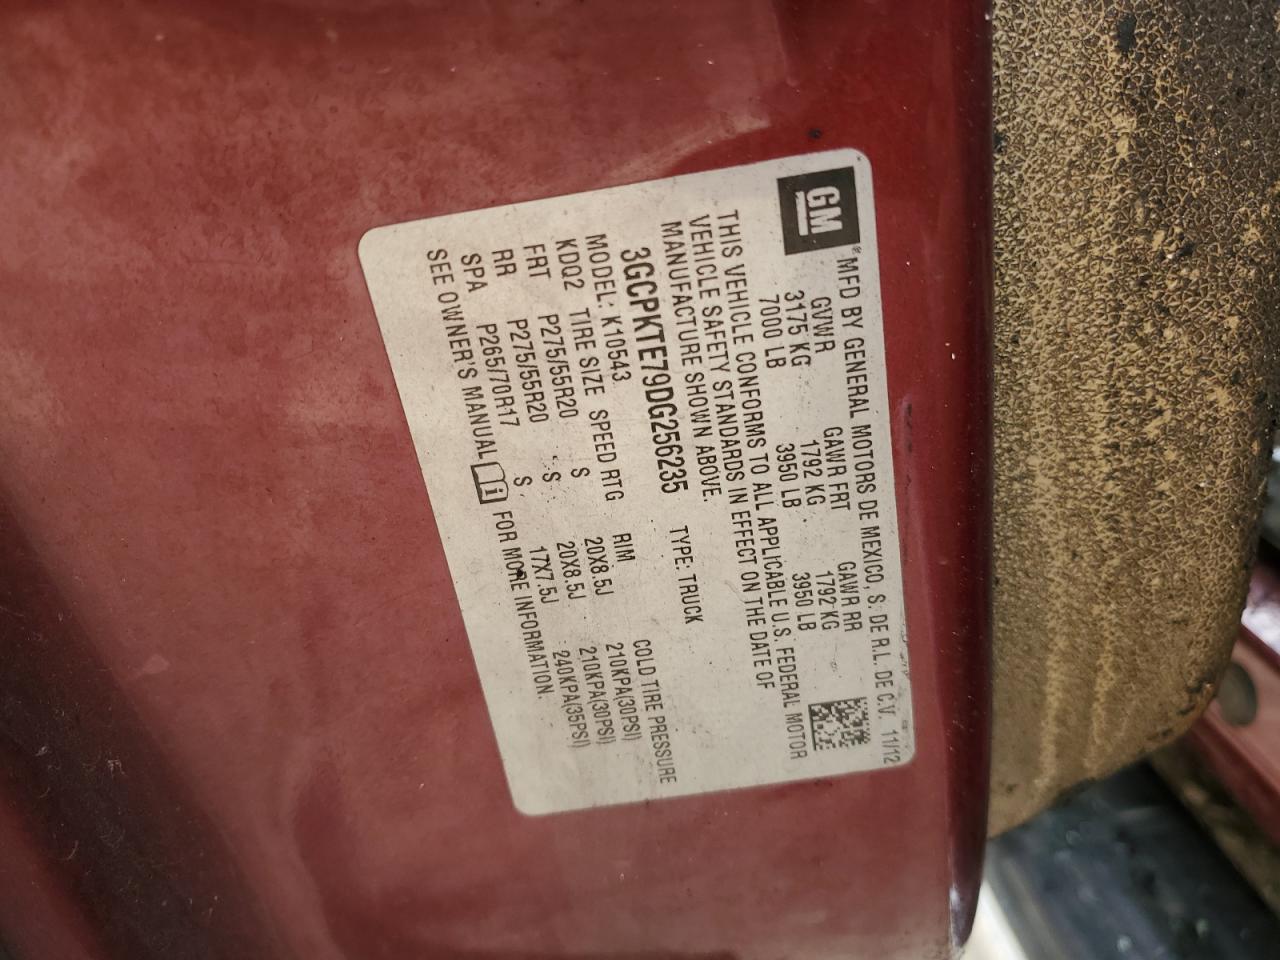 GM® MFD BY GENERAL MOTORS DE MEXICO, S. DE R.L. DE C.V. 11/12
GVWR GAWR FRT GAWR RR
3175 KG 1792 KG 1792 KG
7000 LB 3950 LB 3950 LB
THIS VEHICLE CONFORMS TO ALL APPLICABLE U.S. FEDERAL MOTOR
VEHICLE SAFETY STANDARDS IN EFFECT ON THE DATE OF
MANUFACTURE SHOWN ABOVE.
3GCPKTE79DG256235 TYPE: TRUCK
MODEL: K10543
KDQ2 TIRE SIZE SPEED RTG RIM COLD TIRE PRESSURE
FRT P275/55R20 S 20X8.5J 210KPA(30PSI)
RR P275/55R20 S 20X8.5J 210KPA(30PSI)
SPA P265/70R17 S 17X7.5J 240KPA(35PSI)
SEE OWNER'S MANUAL i FOR MORE INFORMATION.